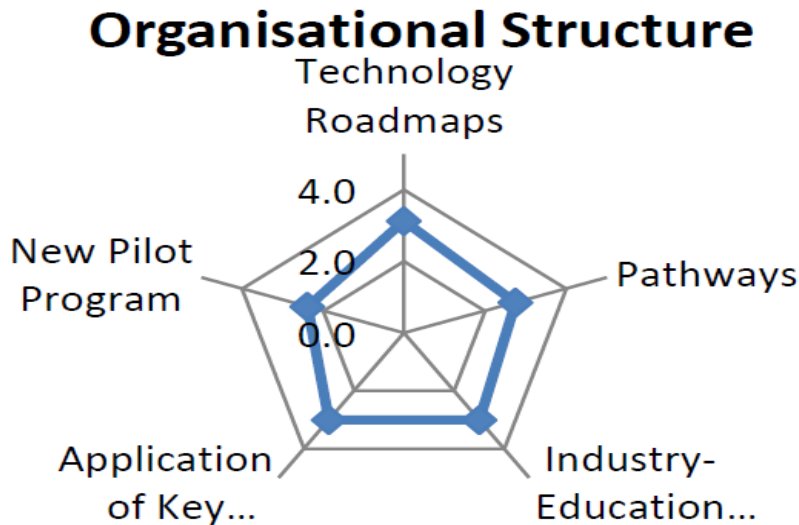 Organisational Structure
Technology
Roadmaps
4.0
2.0
0.0
New Pilot
Program
Pathways
Application
of Key...
Industry-
Education...